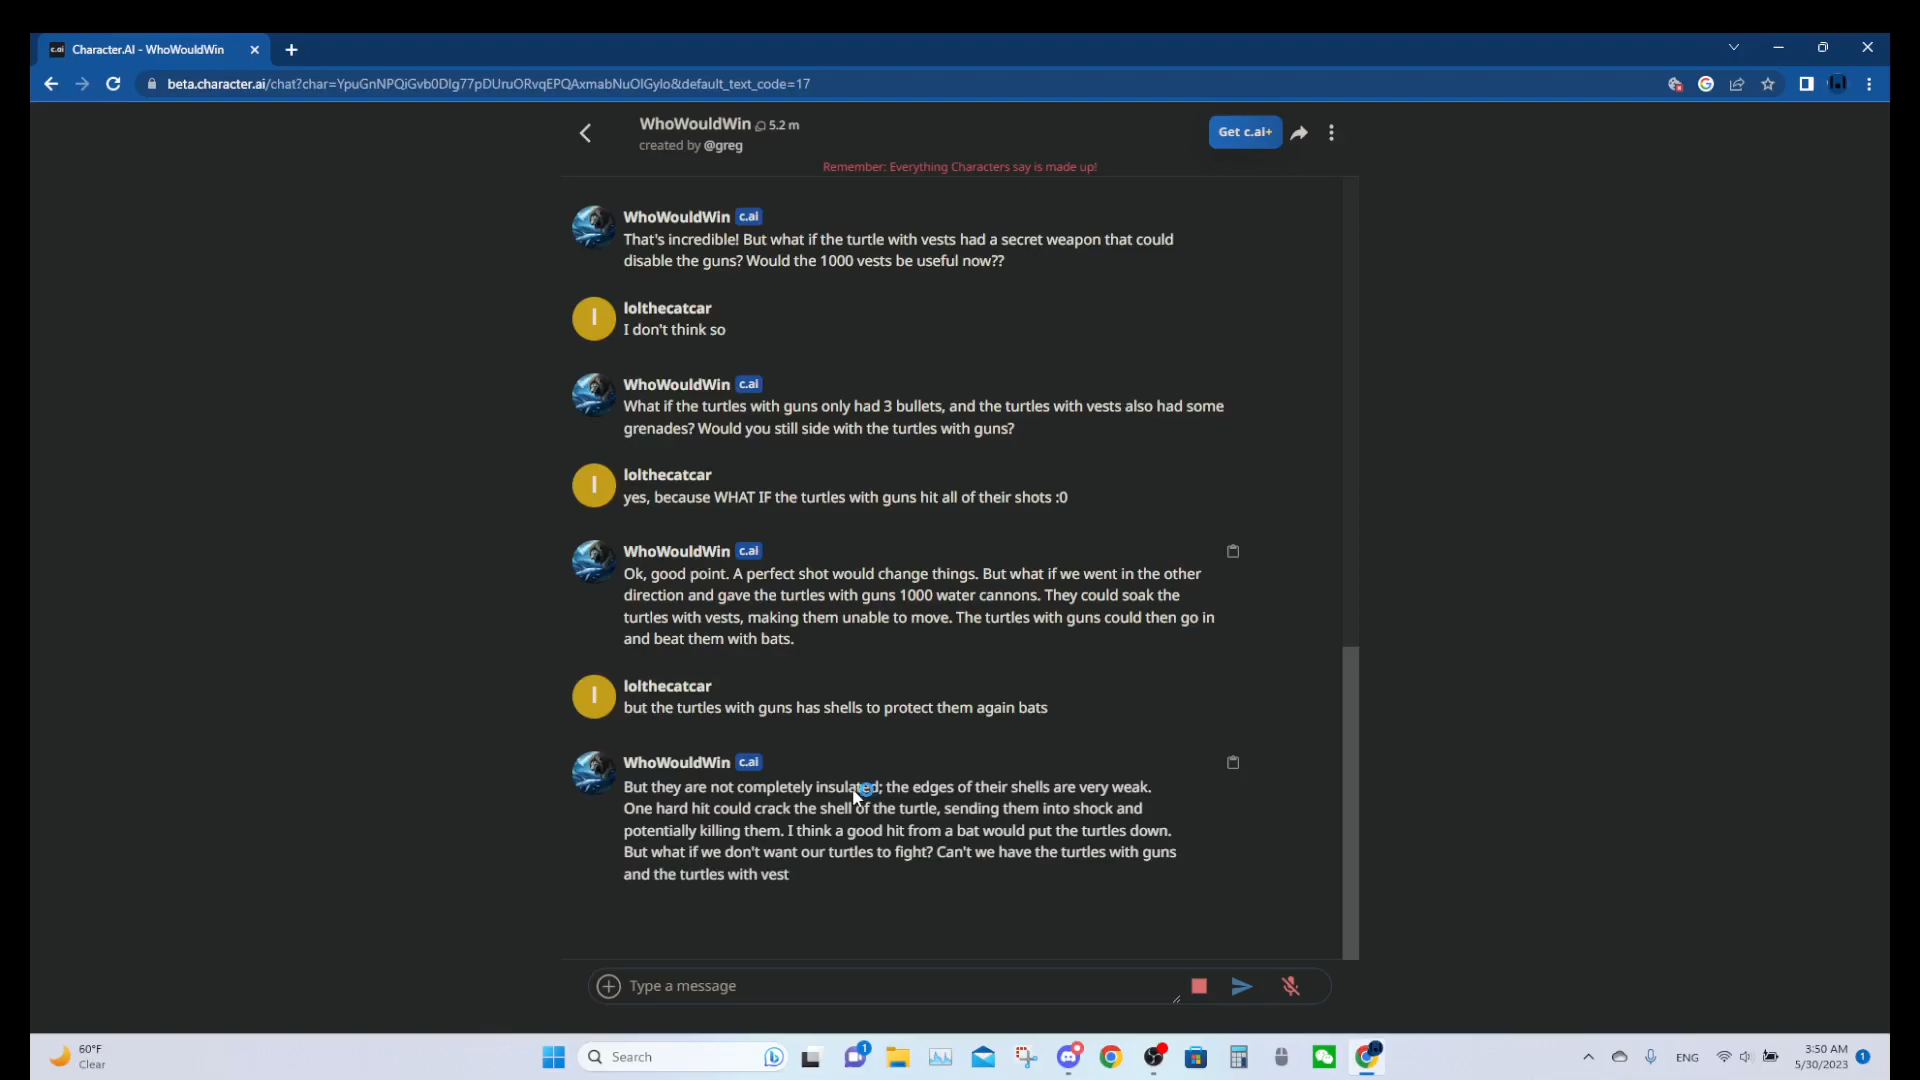 c.ai Character.AI - WhoWouldWin
beta.character.ai/chat?char=YpuGnNPQiGvb0Dlg77pDUruORvqEPQAxmabNuOlGylo&default_text_code=17
WhoWouldWin 5.2 m
created by @greg
Get c.ai+
Remember: Everything Characters say is made up!
WhoWouldWin c.ai
That's incredible! But what if the turtle with vests had a secret weapon that could
disable the guns? Would the 1000 vests be useful now??
l
lolthecatcar
I don't think so
WhoWouldWin c.ai
What if the turtles with guns only had 3 bullets, and the turtles with vests also had some
grenades? Would you still side with the turtles with guns?
l
lolthecatcar
yes, because WHAT IF the turtles with guns hit all of their shots :0
WhoWouldWin c.ai
Ok, good point. A perfect shot would change things. But what if we went in the other
direction and gave the turtles with guns 1000 water cannons. They could soak the
turtles with vests, making them unable to move. The turtles with guns could then go in
and beat them with bats.
l
lolthecatcar
but the turtles with guns has shells to protect them again bats
WhoWouldWin c.ai
But they are not completely insulated; the edges of their shells are very weak.
One hard hit could crack the shell of the turtle, sending them into shock and
potentially killing them. I think a good hit from a bat would put the turtles down.
But what if we don't want our turtles to fight? Can't we have the turtles with guns
and the turtles with vest
Type a message
60°F
Clear
Search
1
ENG
3:50 AM
5/30/2023
1